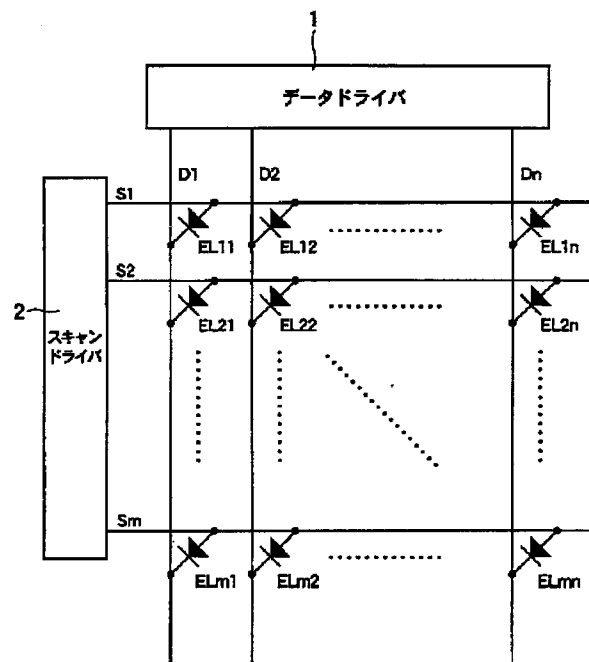 1
データドライバ
D1 D2 Dn
S1
EL11 EL12 EL1n
S2
2
スキャン
ドライバ
EL21 EL22 EL2n
Sm
ELm1 ELm2 ELmn